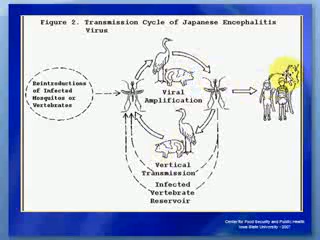 Figure 2. Transmission Cycle of Japanese Encephalitis
Virus
Reintroductions
of Infected
Mosquitos or
Vertebrates
Viral
Amplification
Vertical
Transmission
Infected
Vertebrate
Reservoir
Center for Food Security and Public Health
Iowa State University - 2007